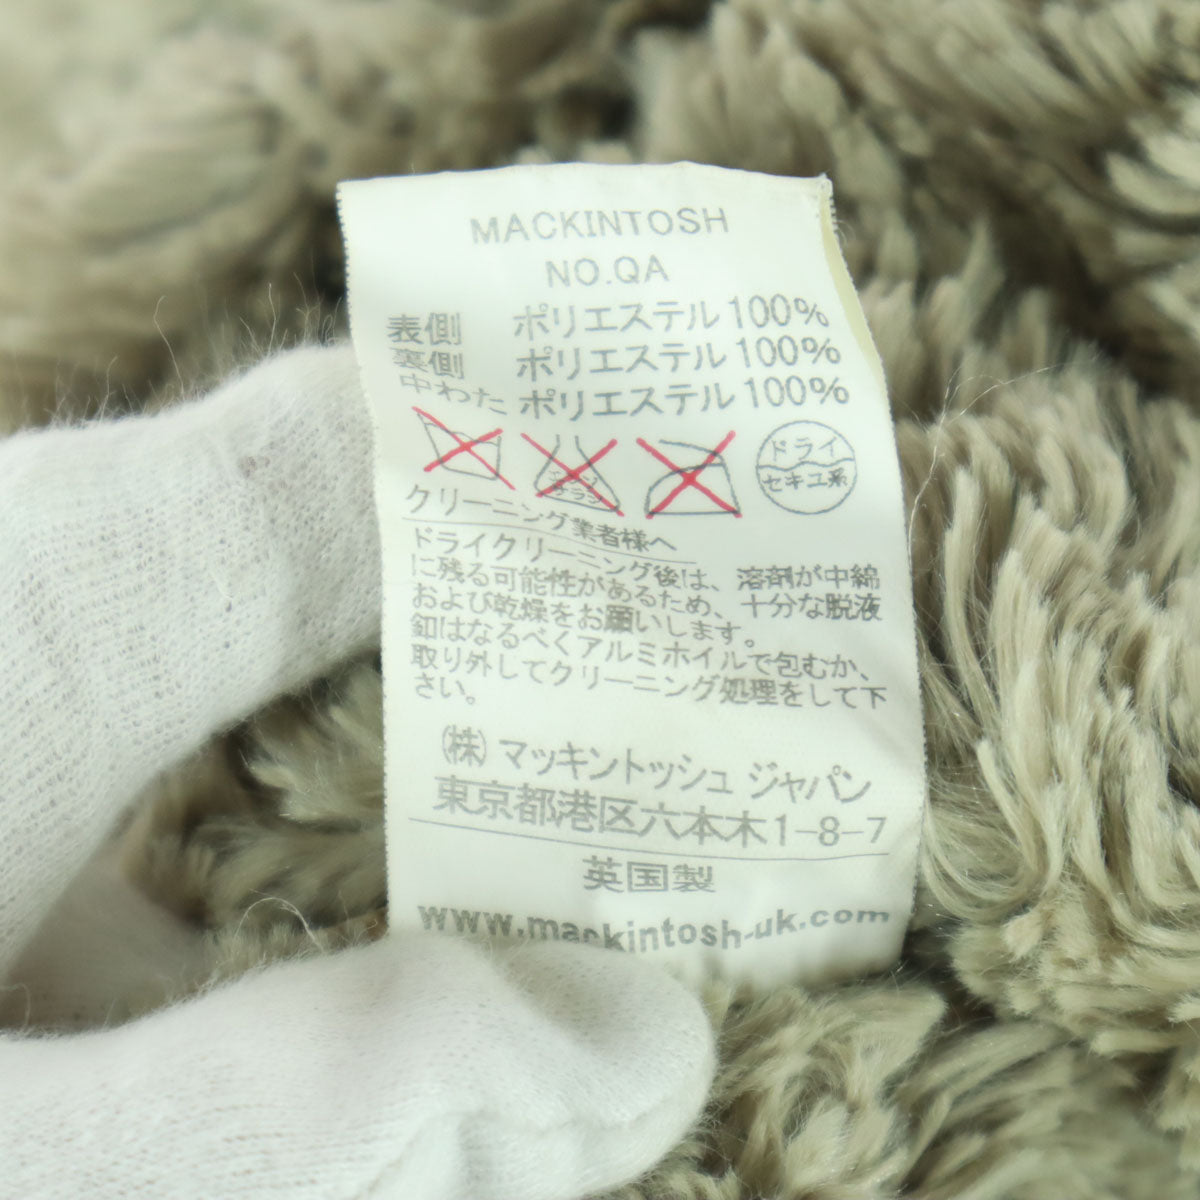 MACKINTOSH
NO.QA
表側 ポリエステル100%
裏側 ポリエステル100%
中わた ポリエステル100%
エンソサラシ ドライ セキユ系
クリーニング業者様へ
ドライクリーニング後は、溶剤が中綿
に残る可能性があるため、十分な脱液
および乾燥をお願いします。
釦はなるべくアルミホイルで包むか、
取り外してクリーニング処理をして下
さい。
㈱ マッキントッシュ ジャパン
東京都港区六本木1-8-7
英国製
www.mackintosh-uk.com